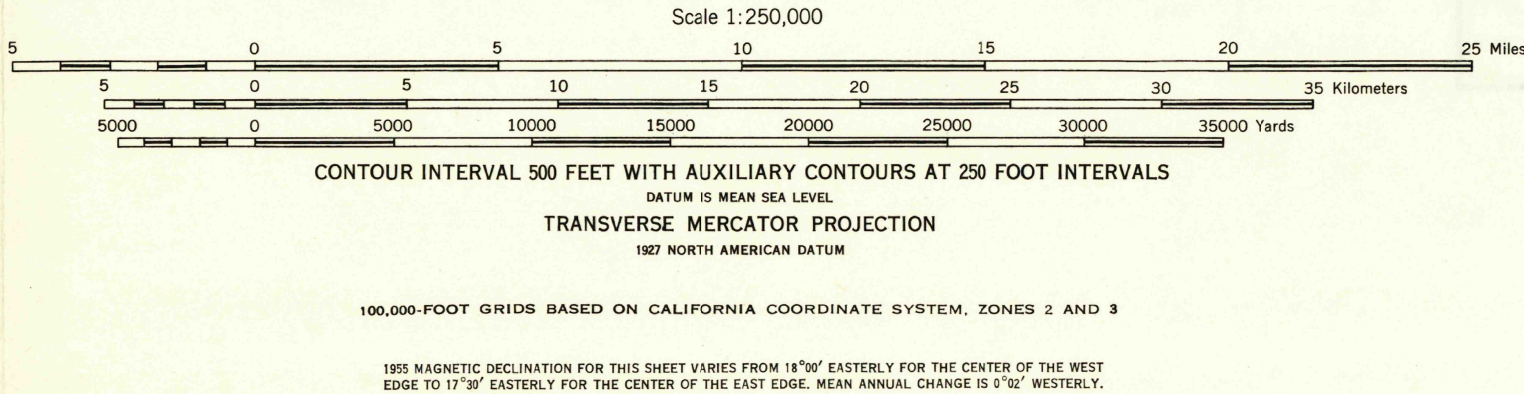 Scale 1:250,000
5 0 5 10 15 20 25 Miles
5 0 5 10 15 20 25 30 35 Kilometers
5000 0 5000 10000 15000 20000 25000 30000 35000 Yards
CONTOUR INTERVAL 500 FEET WITH AUXILIARY CONTOURS AT 250 FOOT INTERVALS
DATUM IS MEAN SEA LEVEL
TRANSVERSE MERCATOR PROJECTION
1927 NORTH AMERICAN DATUM
100,000-FOOT GRIDS BASED ON CALIFORNIA COORDINATE SYSTEM, ZONES 2 AND 3
1955 MAGNETIC DECLINATION FOR THIS SHEET VARIES FROM 18°00′ EASTERLY FOR THE CENTER OF THE WEST
EDGE TO 17°30′ EASTERLY FOR THE CENTER OF THE EAST EDGE. MEAN ANNUAL CHANGE IS 0°02′ WESTERLY.